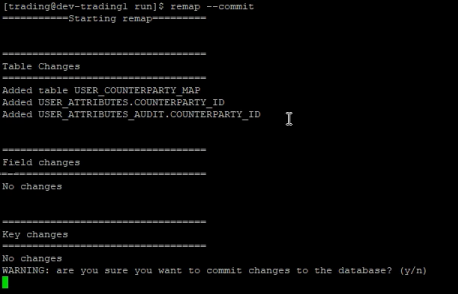 [trading@dev-trading1 run]$ remap --commit
===========Starting remap=========
==================================
Table Changes
==================================
Added table USER_COUNTERPARTY_MAP
Added USER_ATTRIBUTES.COUNTERPARTY_ID
Added USER_ATTRIBUTES_AUDIT.COUNTERPARTY_ID
==================================
Field changes
==================================
No changes
==================================
Key changes
==================================
No changes
WARNING: are you sure you want to commit changes to the database? (y/n)